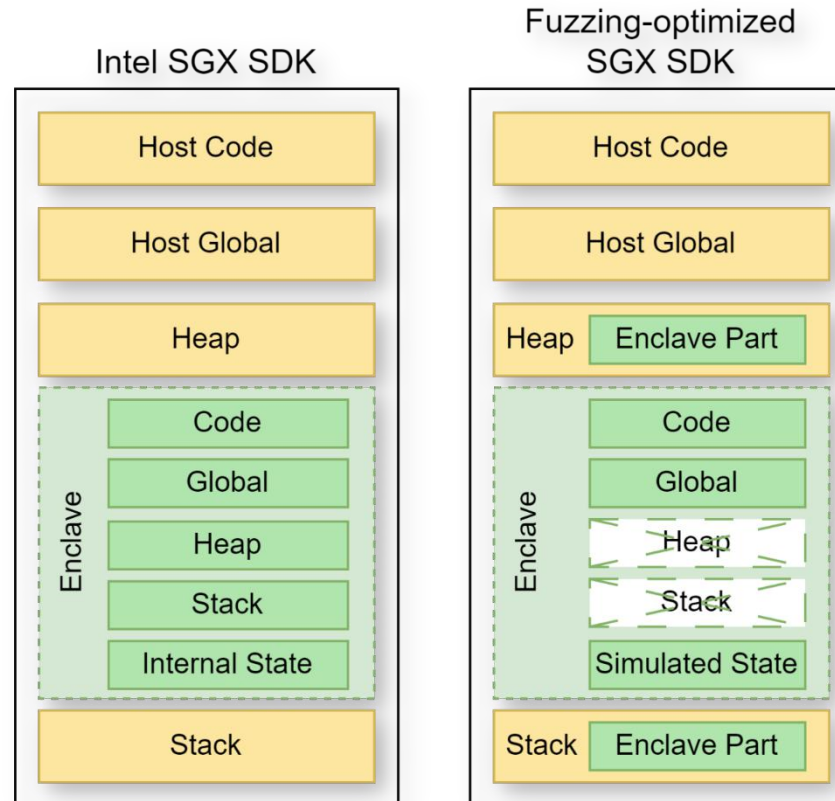 Intel SGX SDK
Host Code
Host Global
Heap
Enclave
Code
Global
Heap
Stack
Internal State
Stack
Fuzzing-optimized
SGX SDK
Host Code
Host Global
Heap
Enclave Part
Enclave
Code
Global
Heap
Stack
Simulated State
Stack
Enclave Part